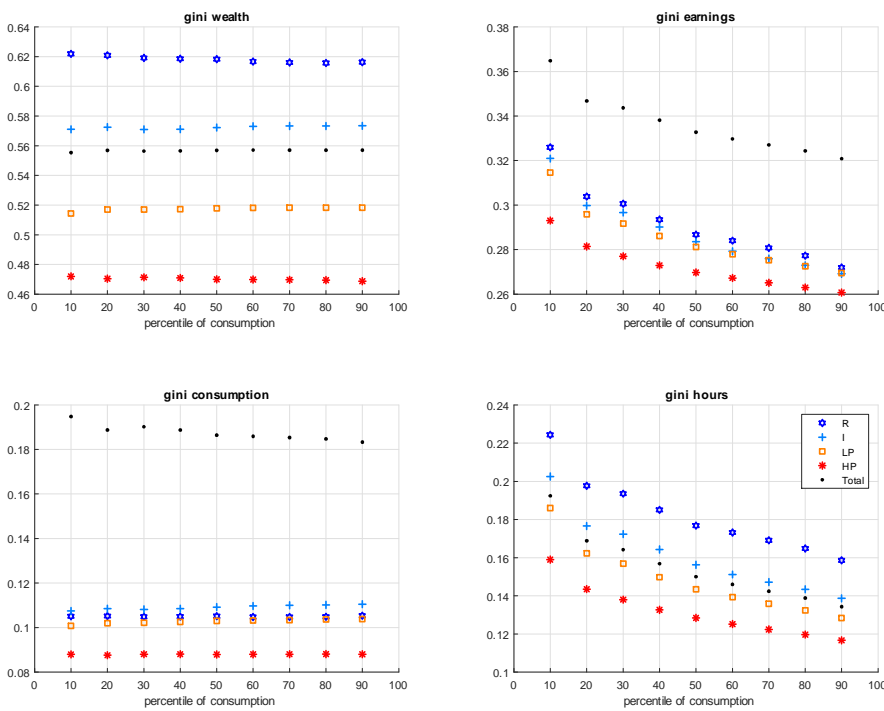 gini wealth
0.64
0.62
0.6
0.58
0.56
0.54
0.52
0.5
0.48
0.46
0 10 20 30 40 50 60 70 80 90 100
percentile of consumption
gini earnings
0.38
0.36
0.34
0.32
0.3
0.28
0.26
0 10 20 30 40 50 60 70 80 90 100
percentile of consumption
gini consumption
0.2
0.18
0.16
0.14
0.12
0.1
0.08
0 10 20 30 40 50 60 70 80 90 100
percentile of consumption
gini hours
0.24
0.22
0.2
0.18
0.16
0.14
0.12
0.1
0 10 20 30 40 50 60 70 80 90 100
percentile of consumption
R
I
LP
HP
Total